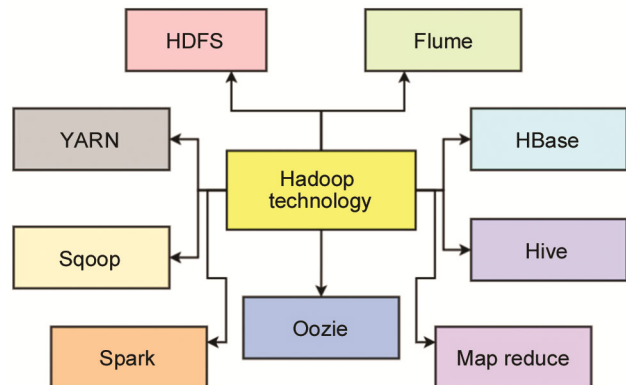 HDFS
Flume
YARN
HBase
Hadoop
technology
Sqoop
Hive
Oozie
Spark
Map reduce